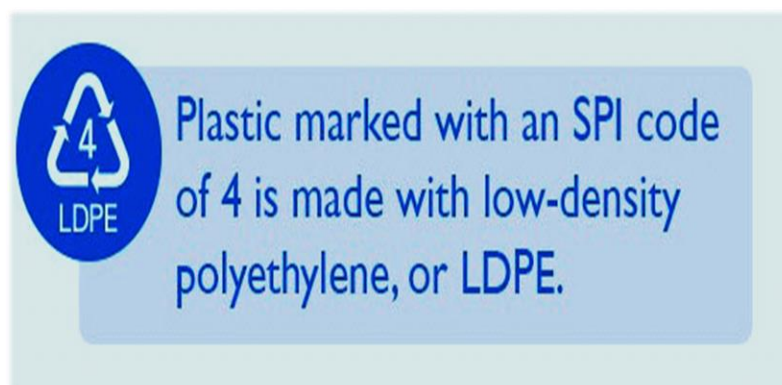 4
LDPE
Plastic marked with an SPI code
of 4 is made with low-density
polyethylene, or LDPE.